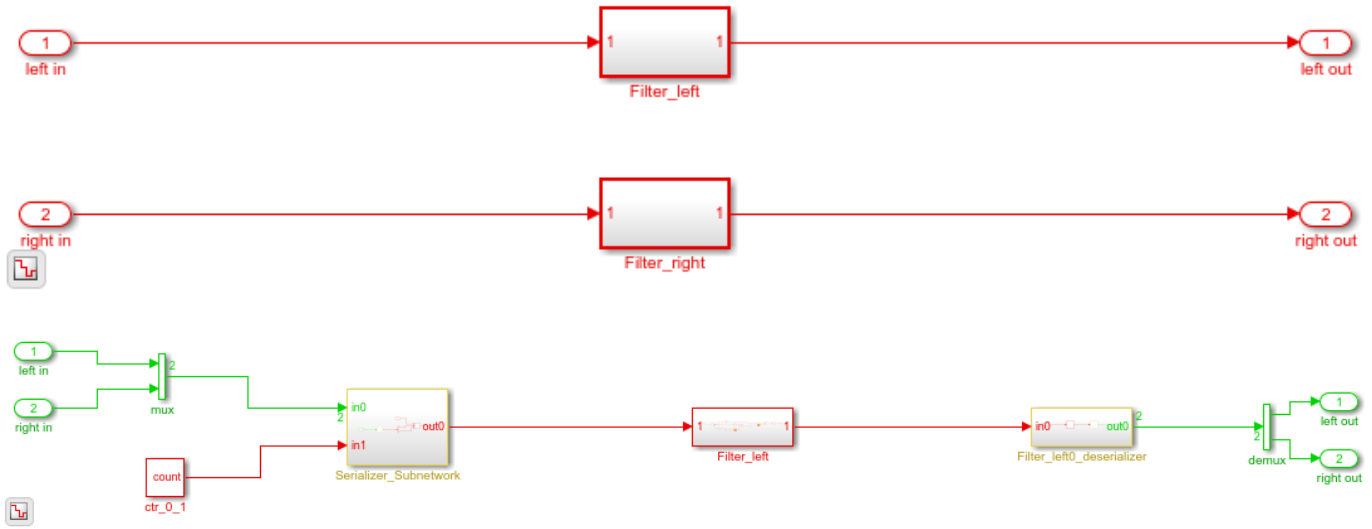 1
1
1
1
left in
Filter_left
left out
2
1
1
2
right in
Filter_right
right out
1
left in
2
right in
2
mux
in0
2
in1
out0
Serializer_Subnetwork
count
ctr_0_1
1
1
Filter_left
in0
out0
2
Filter_left0_deserializer
2
demux
1
left out
2
right out